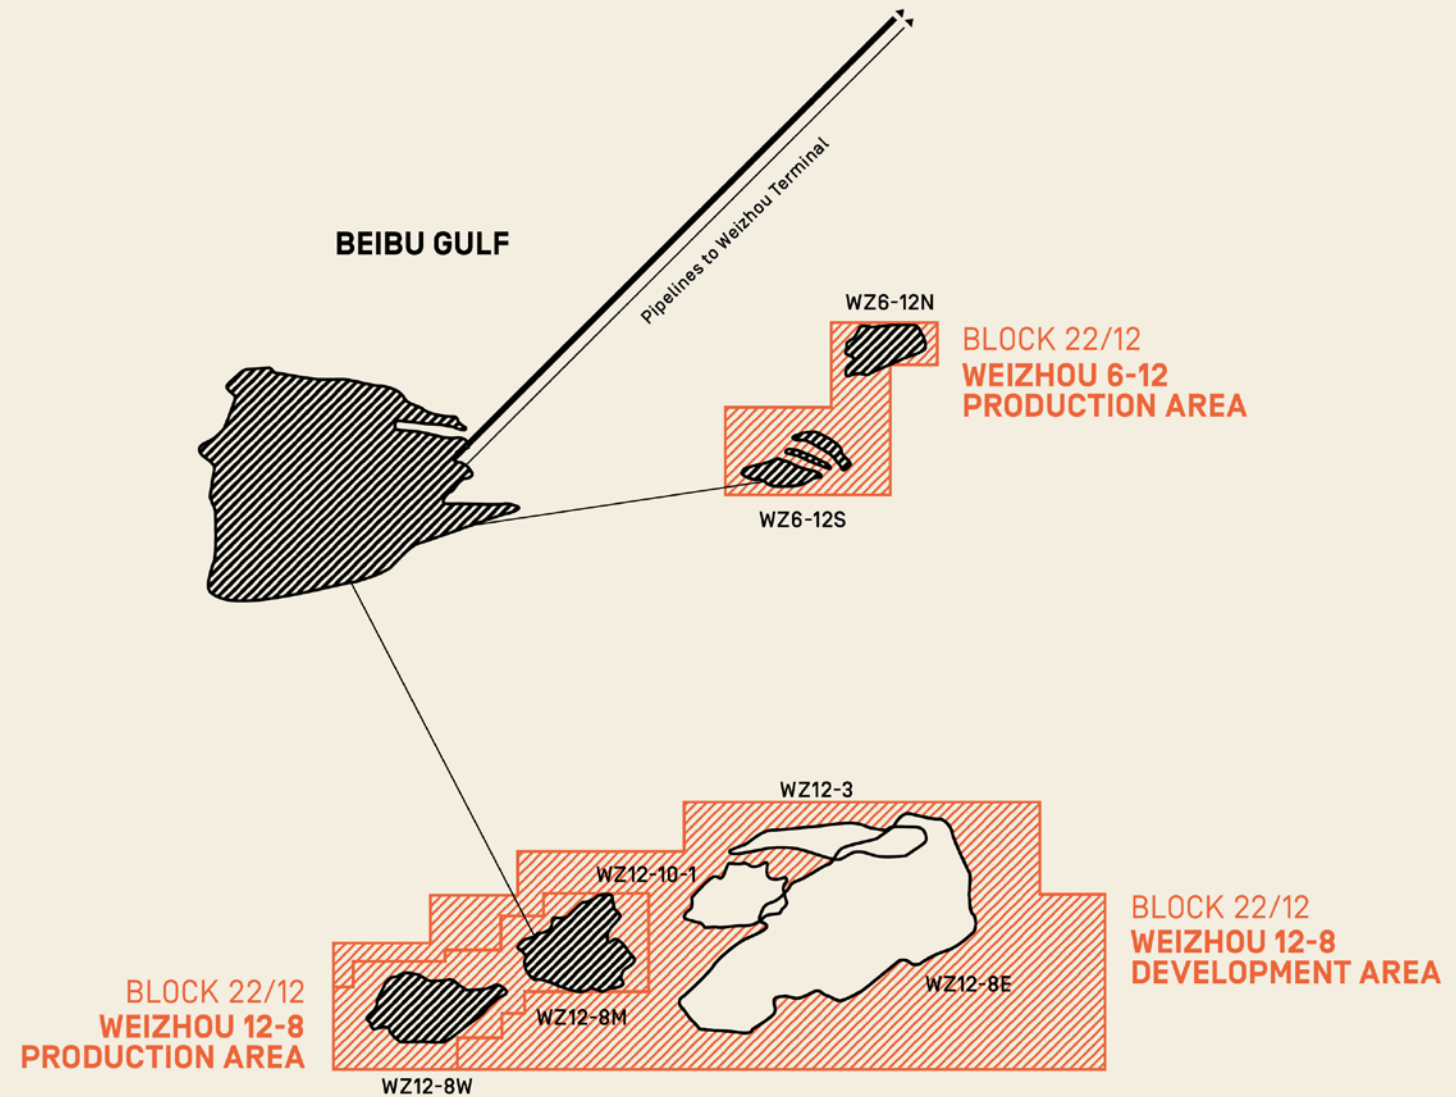 BEIBU GULF
Pipelines to Weizhou Terminal
WZ6-12N
BLOCK 22/12
WEIZHOU 6-12
PRODUCTION AREA
WZ6-12S
WZ12-3
WZ12-10-1
BLOCK 22/12
WEIZHOU 12-8
DEVELOPMENT AREA
WZ12-8E
BLOCK 22/12
WEIZHOU 12-8
PRODUCTION AREA
WZ12-8M
WZ12-8W